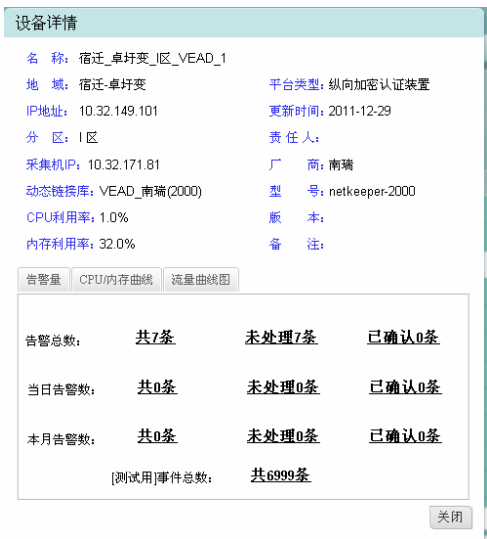 设备详情
名 称: 宿迁_卓圩变_I区_VEAD_1
地 域: 宿迁-卓圩变 平台类型: 纵向加密认证装置
IP地址: 10.32.149.101 更新时间: 2011-12-29
分 区: I 区 责 任 人:
采集机IP: 10.32.171.81 厂 商: 南瑞
动态链接库: VEAD_南瑞(2000) 型 号: netkeeper-2000
CPU利用率: 1.0% 版 本:
内存利用率: 32.0% 备 注:
告警量 CPU/内存曲线 流量曲线图
告警总数: 共7条 未处理7条 已确认0条
当日告警数: 共0条 未处理0条 已确认0条
本月告警数: 共0条 未处理0条 已确认0条
[测试用]事件总数: 共6999条
关闭